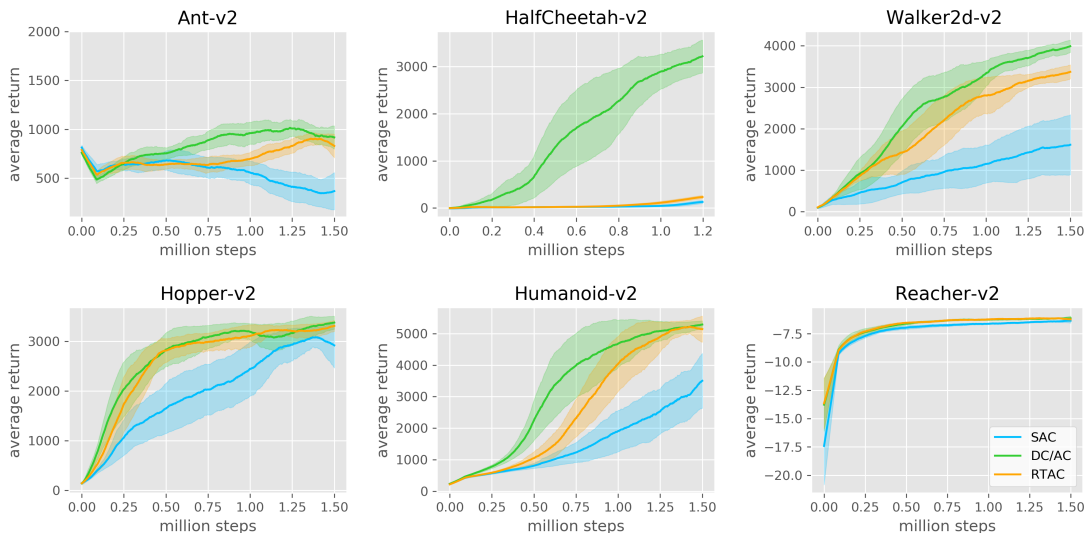 Ant-v2
average return
2000
1500
1000
500
0.00 0.25 0.50 0.75 1.00 1.25 1.50
million steps
HalfCheetah-v2
average return
3000
2000
1000
0
0.0 0.2 0.4 0.6 0.8 1.0 1.2
million steps
Walker2d-v2
average return
4000
3000
2000
1000
0
0.00 0.25 0.50 0.75 1.00 1.25 1.50
million steps
Hopper-v2
average return
3000
2000
1000
0
0.00 0.25 0.50 0.75 1.00 1.25 1.50
million steps
Humanoid-v2
average return
5000
4000
3000
2000
1000
0
0.00 0.25 0.50 0.75 1.00 1.25 1.50
million steps
Reacher-v2
average return
−7.5
−10.0
−12.5
−15.0
−17.5
−20.0
0.00 0.25 0.50 0.75 1.00 1.25 1.50
million steps
SAC
DC/AC
RTAC